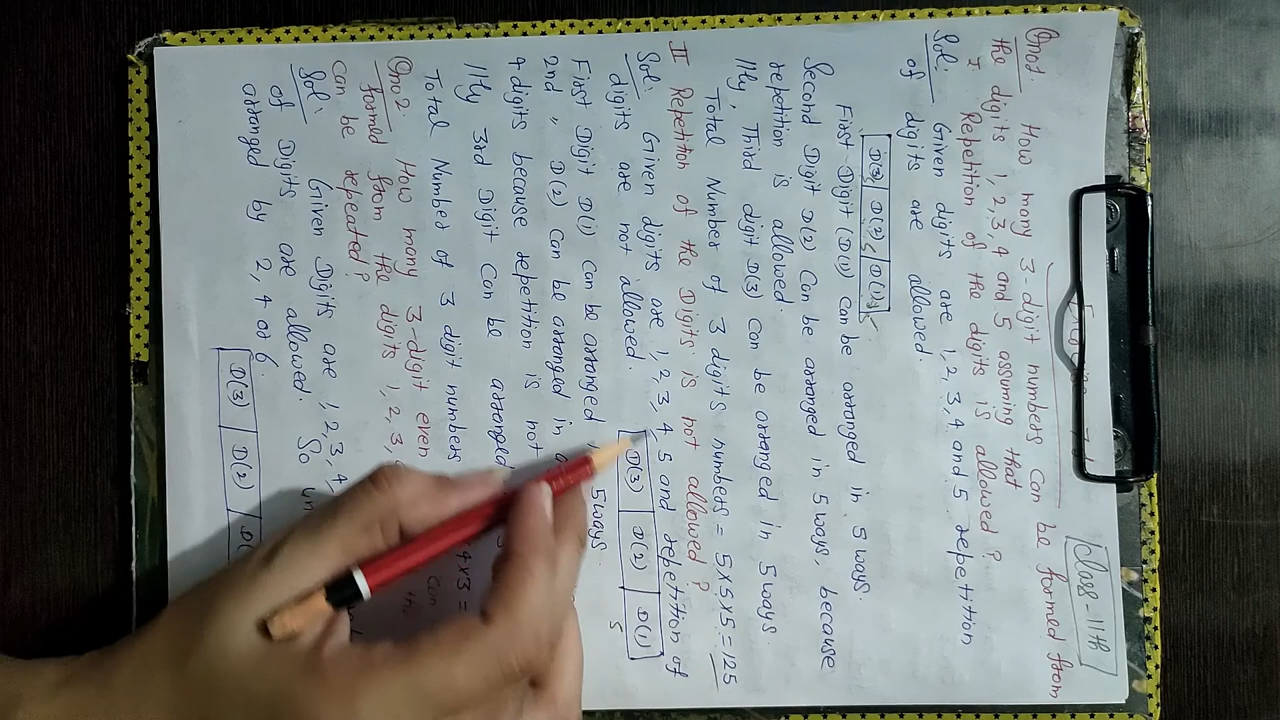 Class-11th
Qno1. How many 3-digit numbers can be formed from
the digits 1, 2, 3, 4 and 5 assuming that
I Repetition of the digits is allowed?
Sol: Given digits are 1, 2, 3, 4, and 5 repetition
of digits are allowed
D(3) D(2) D(1)
First Digit (D(1)) can be arranged in 5 ways.
Second Digit D(2) can be arranged in 5 ways, because
repetition is allowed.
Illy, Third digit D(3) can be arranged in 5 ways
Total Number of 3 digits numbers = 5 x 5 x 5 = 125
II Repetition of the Digits is not allowed?
Sol: Given digits are 1, 2, 3, 4 5 and repetition of
digits are not allowed.
D(3) D(2) D(1)
5
First Digit D(1) can be arranged 5 ways.
2nd " D(2) can be arranged in
4 digits because repetition is not
Illy 3rd Digit can be arranged
Total Number of 3 digit numbers 4 x 3 =
Qno2. How many 3-digit even can
formed from the digits 1, 2, 3,
can be repeated?
Sol: Given Digits are 1, 2, 3, 4
of Digits are allowed. So
arranged by 2, 4 or 6
D(3) D(2)